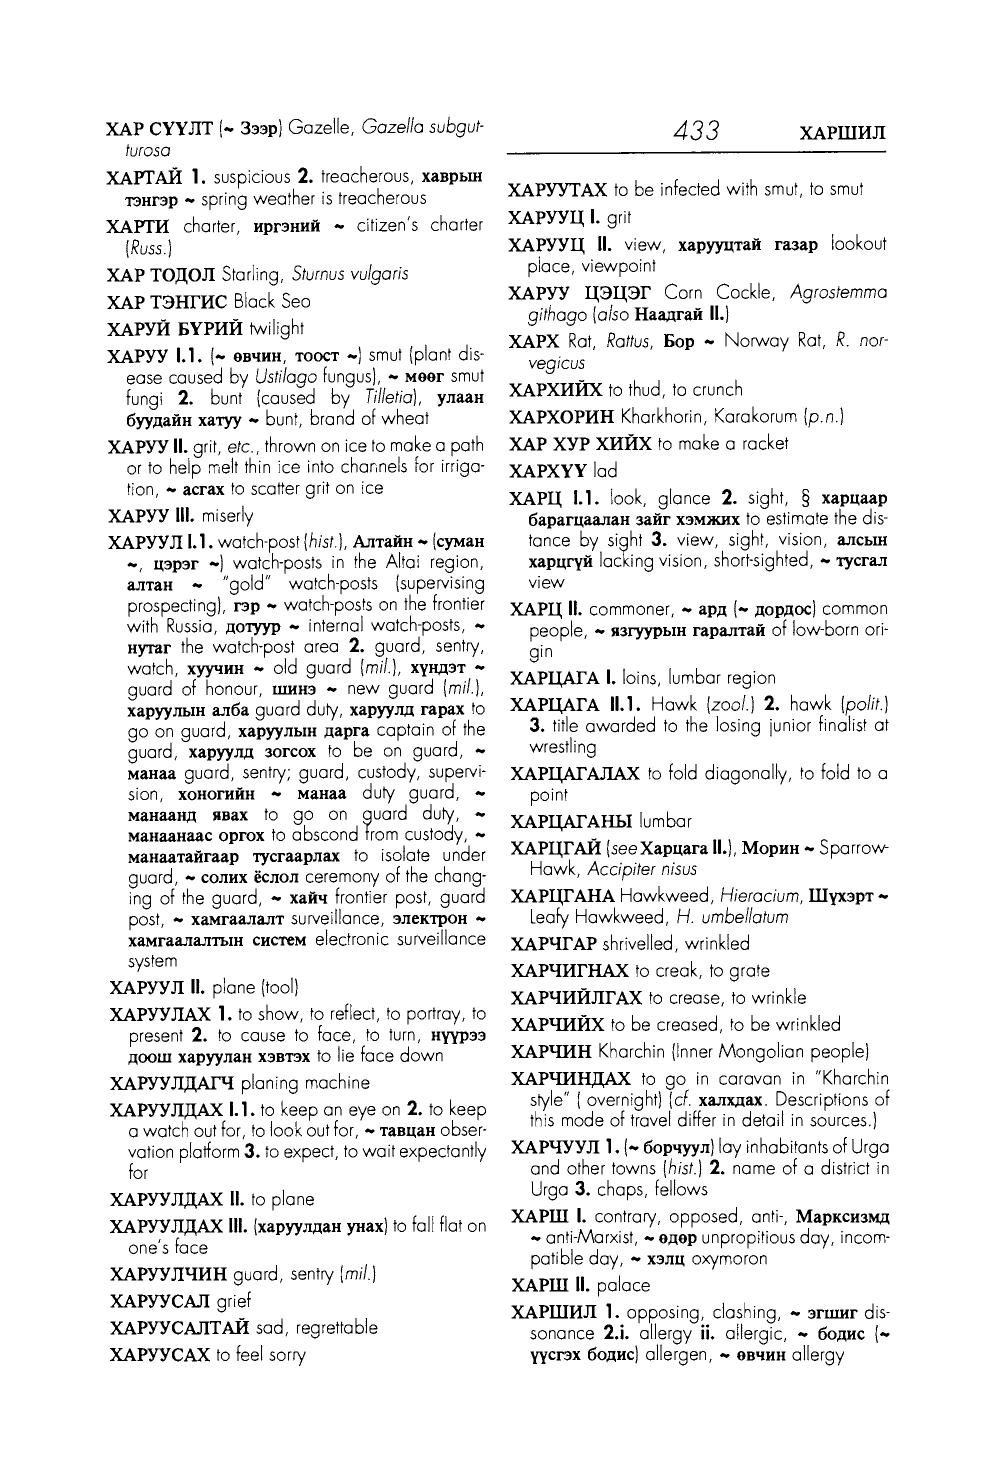 ХАР СҮҮЛТ (~ Зээр) Gazelle, Gazella subgut-
turosa
ХАРТАЙ 1. suspicious 2. treacherous, хаврын
тэнгэр ~ spring weather is treacherous
ХАРТИ charter, иргэний ~ citizen's charter
(Russ.)
ХАР ТОДОЛ Starling, Sturnus vulgaris
ХАР ТЭНГИС Black Sea
ХАРУЙ БҮРИЙ twilight
ХАРУУ I.1. (~ өвчин, тоост ~) smut (plant dis-
ease caused by Ustilago fungus), ~ мөөг smut
fungi 2. bunt (caused by Tilletia), улаан
буудайн хатуу ~ bunt, brand of wheat
ХАРУУ II. grit, etc., thrown on ice to make a path
or to help melt thin ice into channels for irriga-
tion, ~ асгах to scatter grit on ice
ХАРУУ III. miserly
ХАРУУЛ I.1. watch-post (hist.), Алтайн ~ (суман
~, цэрэг ~) watch-posts in the Altai region,
алтан ~ "gold" watch-posts (supervising
prospecting), гэр ~ watch-posts on the frontier
with Russia, дотуур ~ internal watch-posts, ~
нутаг the watch-post area 2. guard, sentry,
watch, хуучин ~ old guard (mil.), хүндэт ~
guard of honour, шинэ ~ new guard (mil.),
харуулын алба guard duty, харуулд гарах to
go on guard, харуулын дарга captain of the
guard, харуулд зогсох to be on guard, ~
манаа guard, sentry; guard, custody, supervi-
sion, хоногийн ~ манаа duty guard, ~
манаанд явах to go on guard duty, ~
манаанаас оргох to abscond from custody, ~
манаатайгаар тусгаарлах to isolate under
guard, ~ солих ёслол ceremony of the chang-
ing of the guard, ~ хайч frontier post, guard
post, ~ хамгаалалт surveillance, электрон ~
хамгаалалтын систем electronic surveillance
system
ХАРУУЛ II. plane (tool)
ХАРУУЛАХ 1. to show, to reflect, to portray, to
present 2. to cause to face, to turn, нүүрээ
доош харуулан хэвтэх to lie face down
ХАРУУЛДАГЧ planing machine
ХАРУУЛДАХ I.1. to keep an eye on 2. to keep
a watch out for, to look out for, ~ тавцан obser-
vation platform 3. to expect, to wait expectantly
for
ХАРУУЛДАХ II. to plane
ХАРУУЛДАХ III. (харуулдан унах) to fall flat on
one's face
ХАРУУЛЧИН guard, sentry (mil.)
ХАРУУСАЛ grief
ХАРУУСАЛТАЙ sad, regrettable
ХАРУУСАХ to feel sorry
433 ХАРШИЛ
ХАРУУТАХ to be infected with smut, to smut
ХАРУУЦ I. grit
ХАРУУЦ II. view, харууцтай газар lookout
place, viewpoint
ХАРУУ ЦЭЦЭГ Corn Cockle, Agrostemma
githago (also Наадгай II.)
ХАРХ Rat, Rattus, Бор ~ Norway Rat, R. nor-
vegicus
ХАРХИЙХ to thud, to crunch
ХАРХОРИН Kharkhorin, Karakorum (p.n.)
ХАР ХУР ХИЙХ to make a racket
ХАРХҮҮ lad
ХАРЦ I.1. look, glance 2. sight, § харцаар
барагцаалан зайг хэмжих to estimate the dis-
tance by sight 3. view, sight, vision, алсын
харцгүй lacking vision, short-sighted, ~ тусгал
view
ХАРЦ II. commoner, ~ ард (~ дордос) common
people, ~ язгуурын гаралтай of low-born ori-
gin
ХАРЦАГА I. loins, lumbar region
ХАРЦАГА II.1. Hawk (zool.) 2. hawk (polit.)
3. title awarded to the losing junior finalist at
wrestling
ХАРЦАГАЛАХ to fold diagonally, to fold to a
point
ХАРЦАГАНЫ lumbar
ХАРЦГАЙ (see Харцага II.), Морин ~ Sparrow-
Hawk, Accipiter nisus
ХАРЦГАНА Hawkweed, Hieracium, Шүхэрт ~
Leafy Hawkweed, H. umbellatum
ХАРЧГАР shrivelled, wrinkled
ХАРЧИГНАХ to creak, to grate
ХАРЧИЙЛГАХ to crease, to wrinkle
ХАРЧИЙХ to be creased, to be wrinkled
ХАРЧИН Kharchin (Inner Mongolian people)
ХАРЧИНДАХ to go in caravan in "Kharchin
style" ( overnight) (cf. халхдах. Descriptions of
this mode of travel differ in detail in sources.)
ХАРЧУУЛ 1. (~ борчуул) lay inhabitants of Urga
and other towns (hist.) 2. name of a district in
Urga 3. chaps, fellows
ХАРШ I. contrary, opposed, anti-, Марксизмд
~ anti-Marxist, ~ өдөр unpropitious day, incom-
patible day, ~ хэлц oxymoron
ХАРШ II. palace
ХАРШИЛ 1. opposing, clashing, ~ эгшиг dis-
sonance 2.i. allergy ii. allergic, ~ бодис (~
үүсгэх бодис) allergen, ~ өвчин allergy